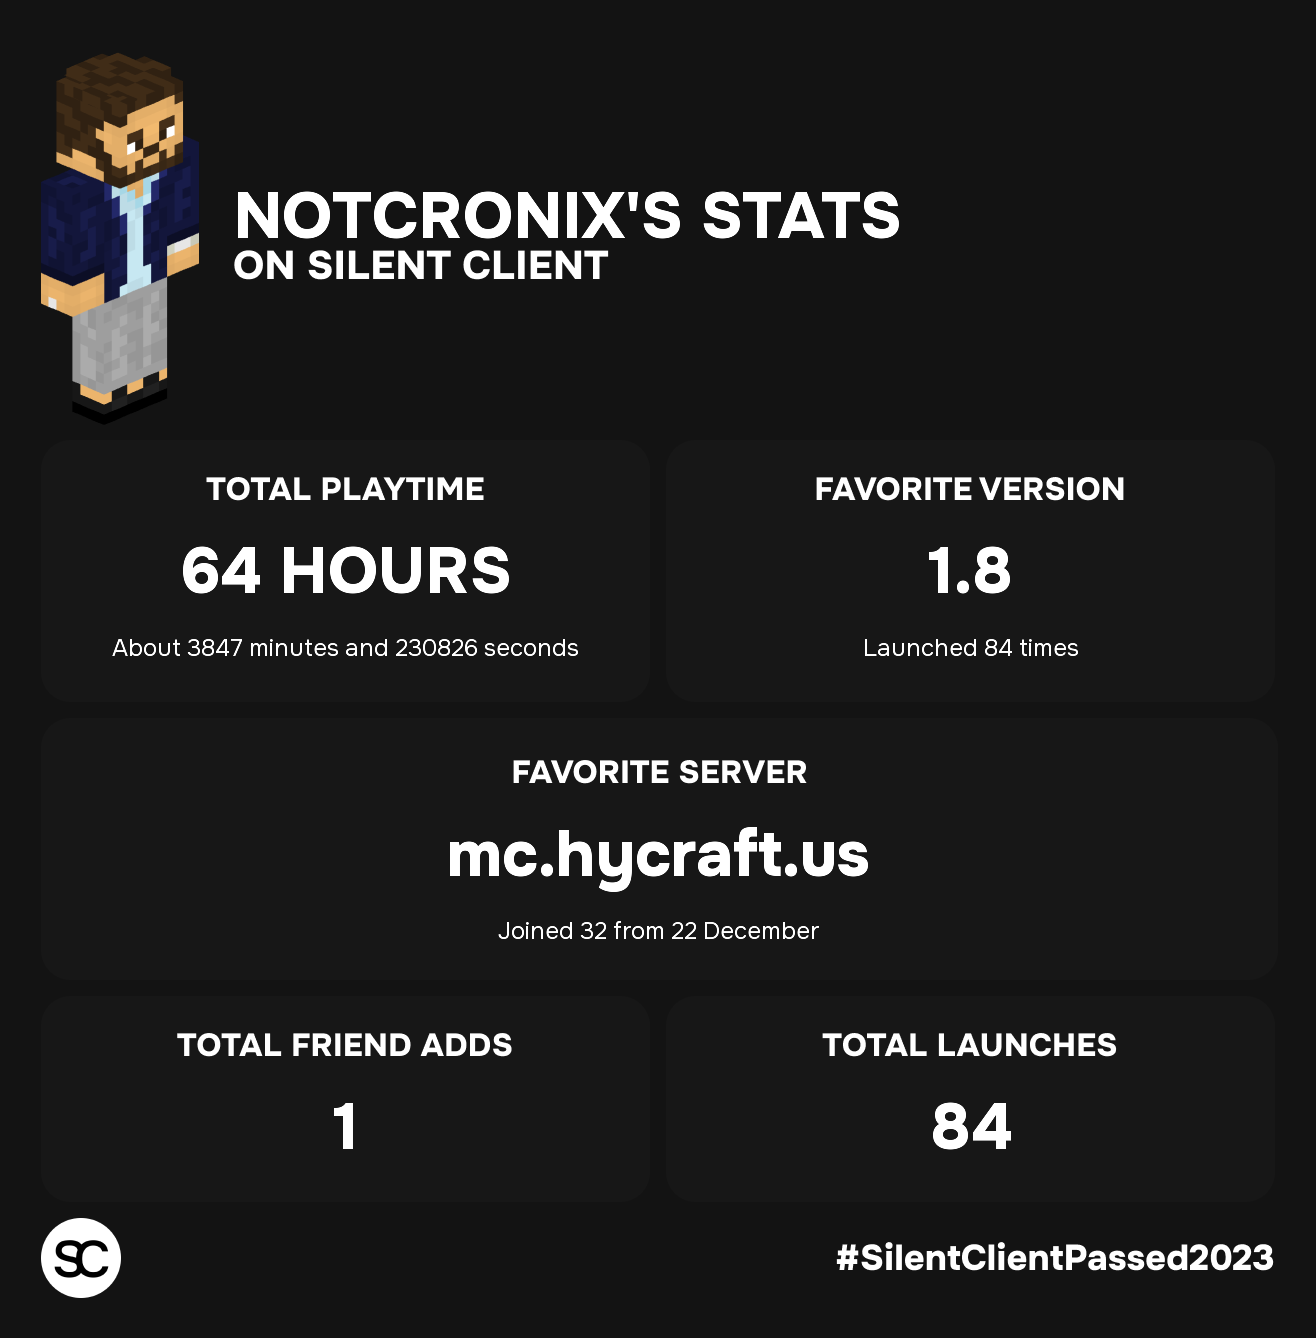 NOTCRONIX'S STATS
ON SILENT CLIENT
TOTAL PLAYTIME
64 HOURS
About 3847 minutes and 230826 seconds
FAVORITE VERSION
1.8
Launched 84 times
FAVORITE SERVER
mc.hycraft.us
Joined 32 from 22 December
TOTAL FRIEND ADDS
1
TOTAL LAUNCHES
84
SC
#SilentClientPassed2023